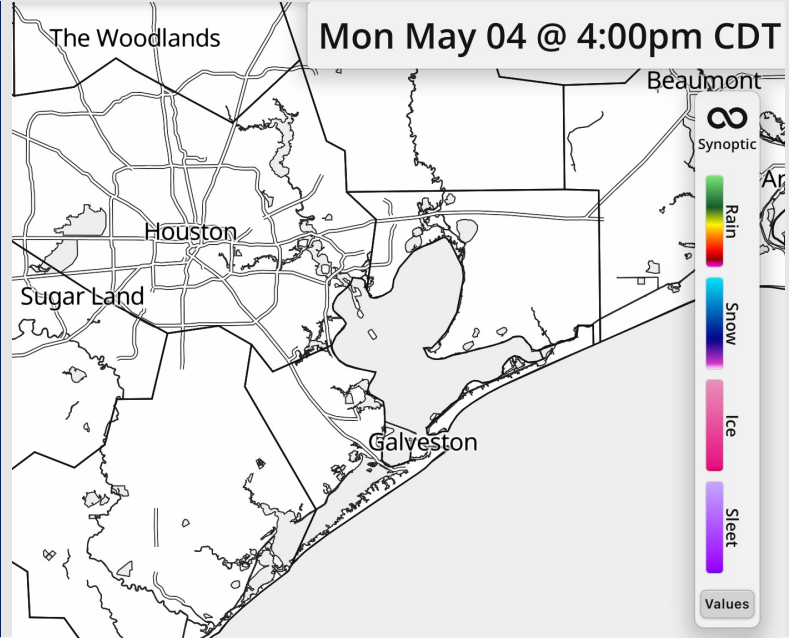 Mon May 04 @ 4:00pm CDT
The Woodlands
Beaumont
Synoptic
Houston
Rain
Sugar Land
Snow
Ice
Galveston
Sleet
Values